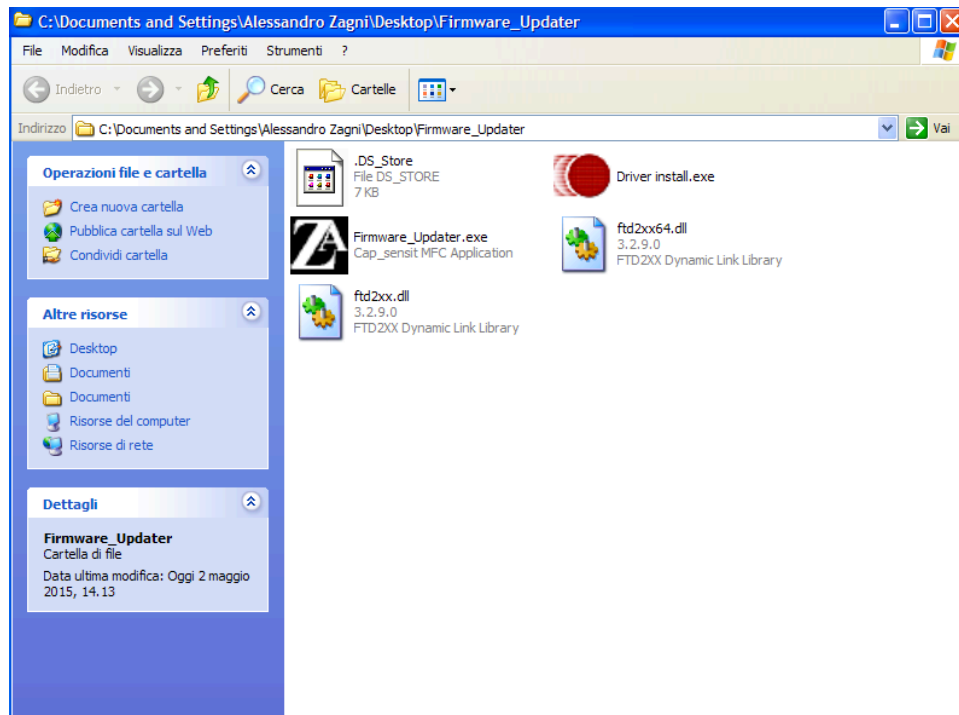 C:\Documents and Settings\Alessandro Zagni\Desktop\Firmware_Updater
File Modifica Visualizza Preferiti Strumenti ?
Indietro Cerca Cartelle
Indirizzo C:\Documents and Settings\Alessandro Zagni\Desktop\Firmware_Updater Vai
Operazioni file e cartella
Crea nuova cartella
Pubblica cartella sul Web
Condividi cartella
Altre risorse
Desktop
Documenti
Documenti
Risorse del computer
Risorse di rete
Dettagli
Firmware_Updater
Cartella di file
Data ultima modifica: Oggi 2 maggio
2015, 14.13
.DS_Store
File DS_STORE
7 KB
Driver install.exe
Firmware_Updater.exe
Cap_sensit MFC Application
ftd2xx64.dll
3.2.9.0
FTD2XX Dynamic Link Library
ftd2xx.dll
3.2.9.0
FTD2XX Dynamic Link Library